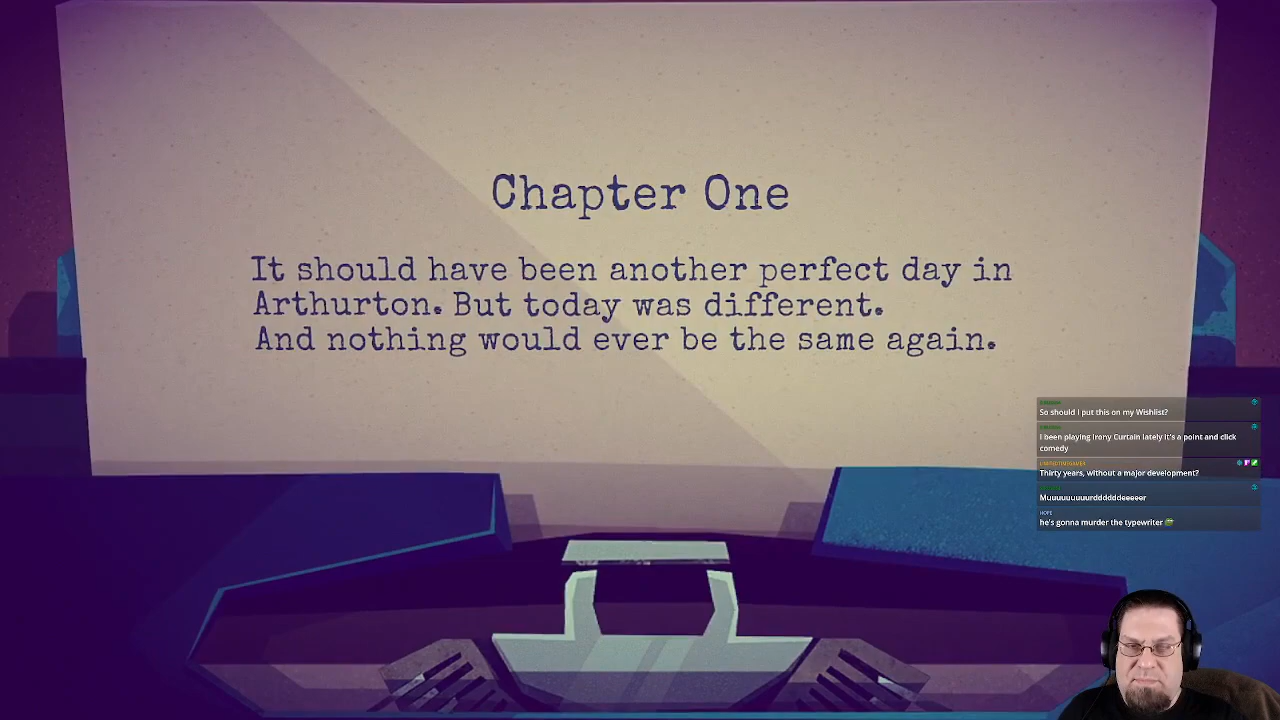 Chapter One
It should have been another perfect day in
Arthurton. But today was different.
And nothing would ever be the same again.
So should I put this on my Wishlist?
I been playing Irony Curtain lately it's a point and click
comedy
Thirty years, without a major development?
Muuuuuuuuurddddddeeeeer
HOPE
he's gonna murder the typewriter